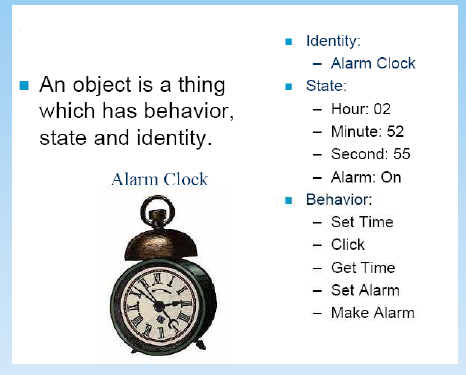 ■ An object is a thing
which has behavior,
state and identity.
Alarm Clock
■ Identity:
– Alarm Clock
■ State:
– Hour: 02
– Minute: 52
– Second: 55
– Alarm: On
■ Behavior:
– Set Time
– Click
– Get Time
– Set Alarm
– Make Alarm